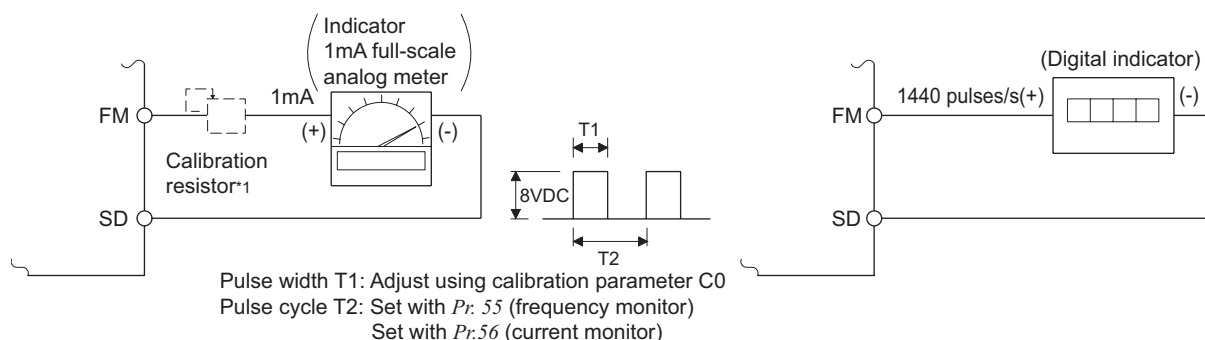 Indicator
1mA full-scale
analog meter
(Digital indicator)
1mA
1440 pulses/s(+)
(-)
FM
(+)
(-)
FM
T1
Calibration
resistor*1
8VDC
SD
SD
T2
Pulse width T1: Adjust using calibration parameter C0
Pulse cycle T2: Set with Pr. 55 (frequency monitor)
Set with Pr.56 (current monitor)